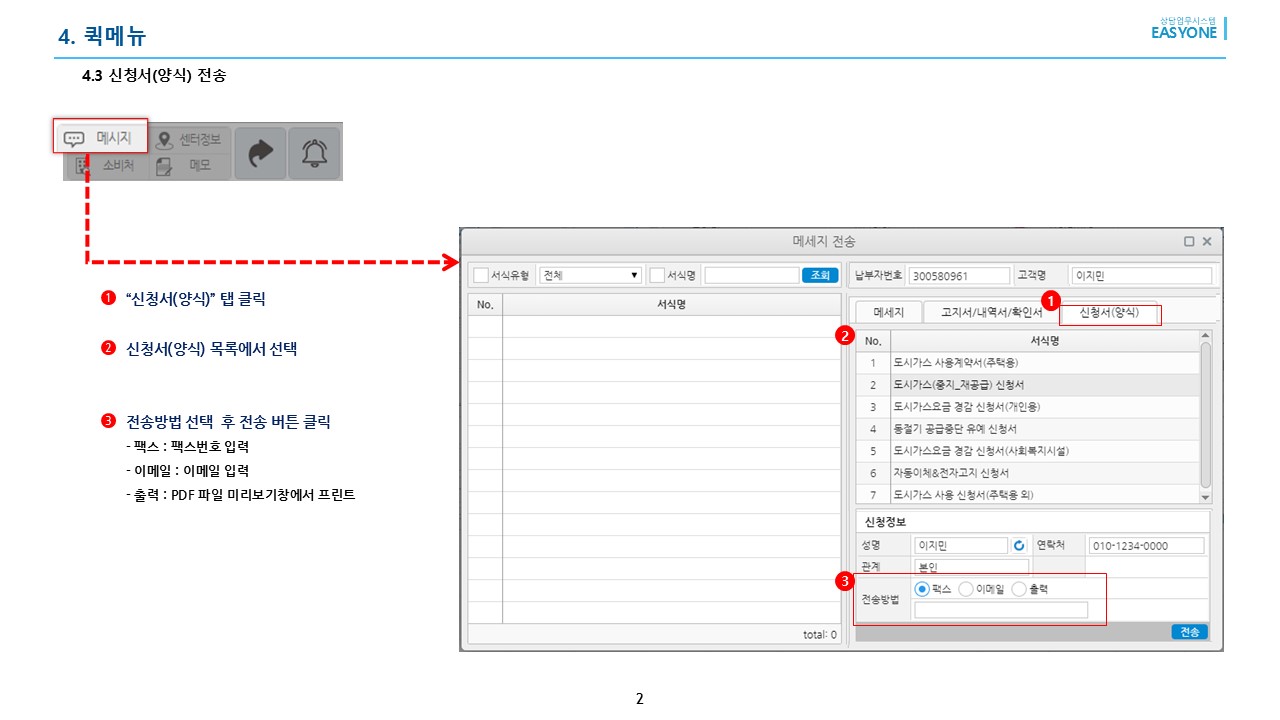 4. 퀵메뉴
상담업무시스템
EASYONE
4.3 신청서(양식) 전송
메시지
센터정보
소비처
메모
❶ “신청서(양식)” 탭 클릭
❷ 신청서(양식) 목록에서 선택
❸ 전송방법 선택 후 전송 버튼 클릭
- 팩스 : 팩스번호 입력
- 이메일 : 이메일 입력
- 출력 : PDF 파일 미리보기창에서 프린트
메세지 전송
서식유형 전체 서식명 조회
No. 서식명
total: 0
납부자번호 300580961 고객명 이지민
메세지 고지서/내역서/확인서 1 신청서(양식)
2 No. 서식명
1 도시가스 사용계약서(주택용)
2 도시가스(중지_재공급) 신청서
3 도시가스요금 경감 신청서(개인용)
4 동절기 공급중단 유예 신청서
5 도시가스요금 경감 신청서(사회복지시설)
6 자동이체&전자고지 신청서
7 도시가스 사용 신청서(주택용 외)
신청정보
성명 이지민 연락처 010-1234-0000
관계 본인
3 전송방법 팩스 이메일 출력
전송
2